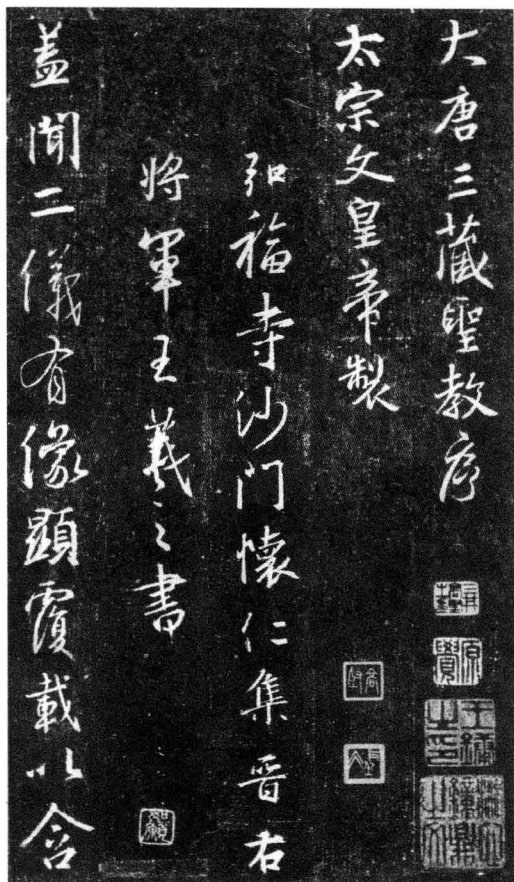 大唐三藏聖教序
太宗文皇帝製
弘福寺沙門懷仁集晉右
將軍王羲之書
蓋聞二儀有像顯覆載以含